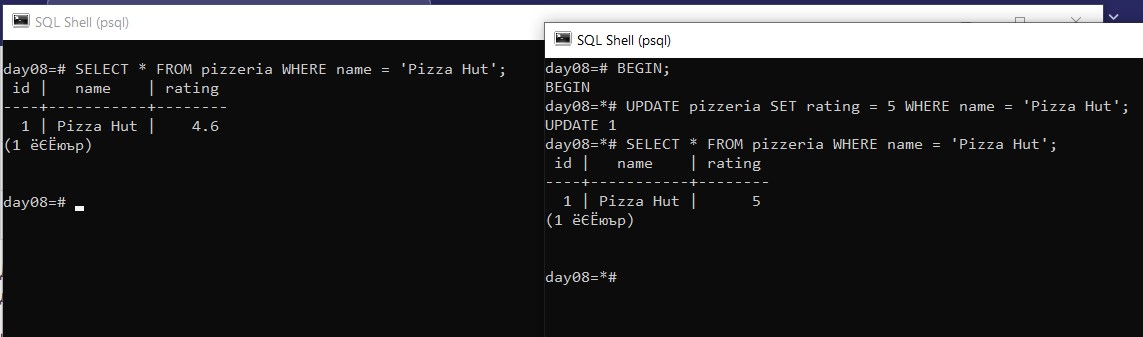 SQL Shell (psql)
day08=# SELECT * FROM pizzeria WHERE name = 'Pizza Hut';
 id |   name    | rating
----+-----------+--------
  1 | Pizza Hut |    4.6
(1 ёЄЁюър)
day08=#
SQL Shell (psql)
day08=# BEGIN;
BEGIN
day08=*# UPDATE pizzeria SET rating = 5 WHERE name = 'Pizza Hut';
UPDATE 1
day08=*# SELECT * FROM pizzeria WHERE name = 'Pizza Hut';
 id |   name    | rating
----+-----------+--------
  1 | Pizza Hut |      5
(1 ёЄЁюър)
day08=*#